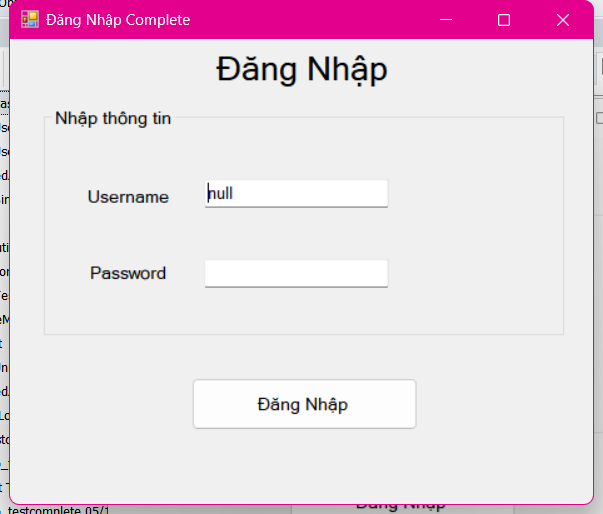 Đăng Nhập Complete
Đăng Nhập
Nhập thông tin
Username
null
Password
Đăng Nhập
testcomplete 05/1
Đăng Nhập